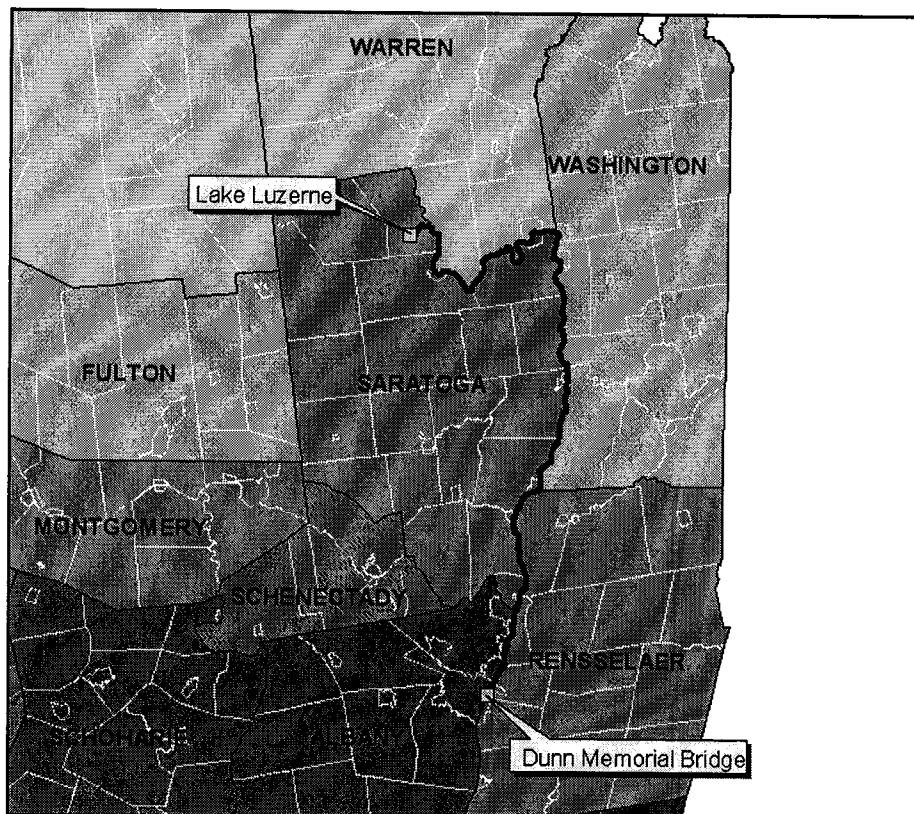 WARREN
WASHINGTON
Lake Luzerne
FULTON
SARATOGA
MONTGOMERY
SCHENECTADY
RENSSELAER
SCHOHARIE
ALBANY
Dunn Memorial Bridge